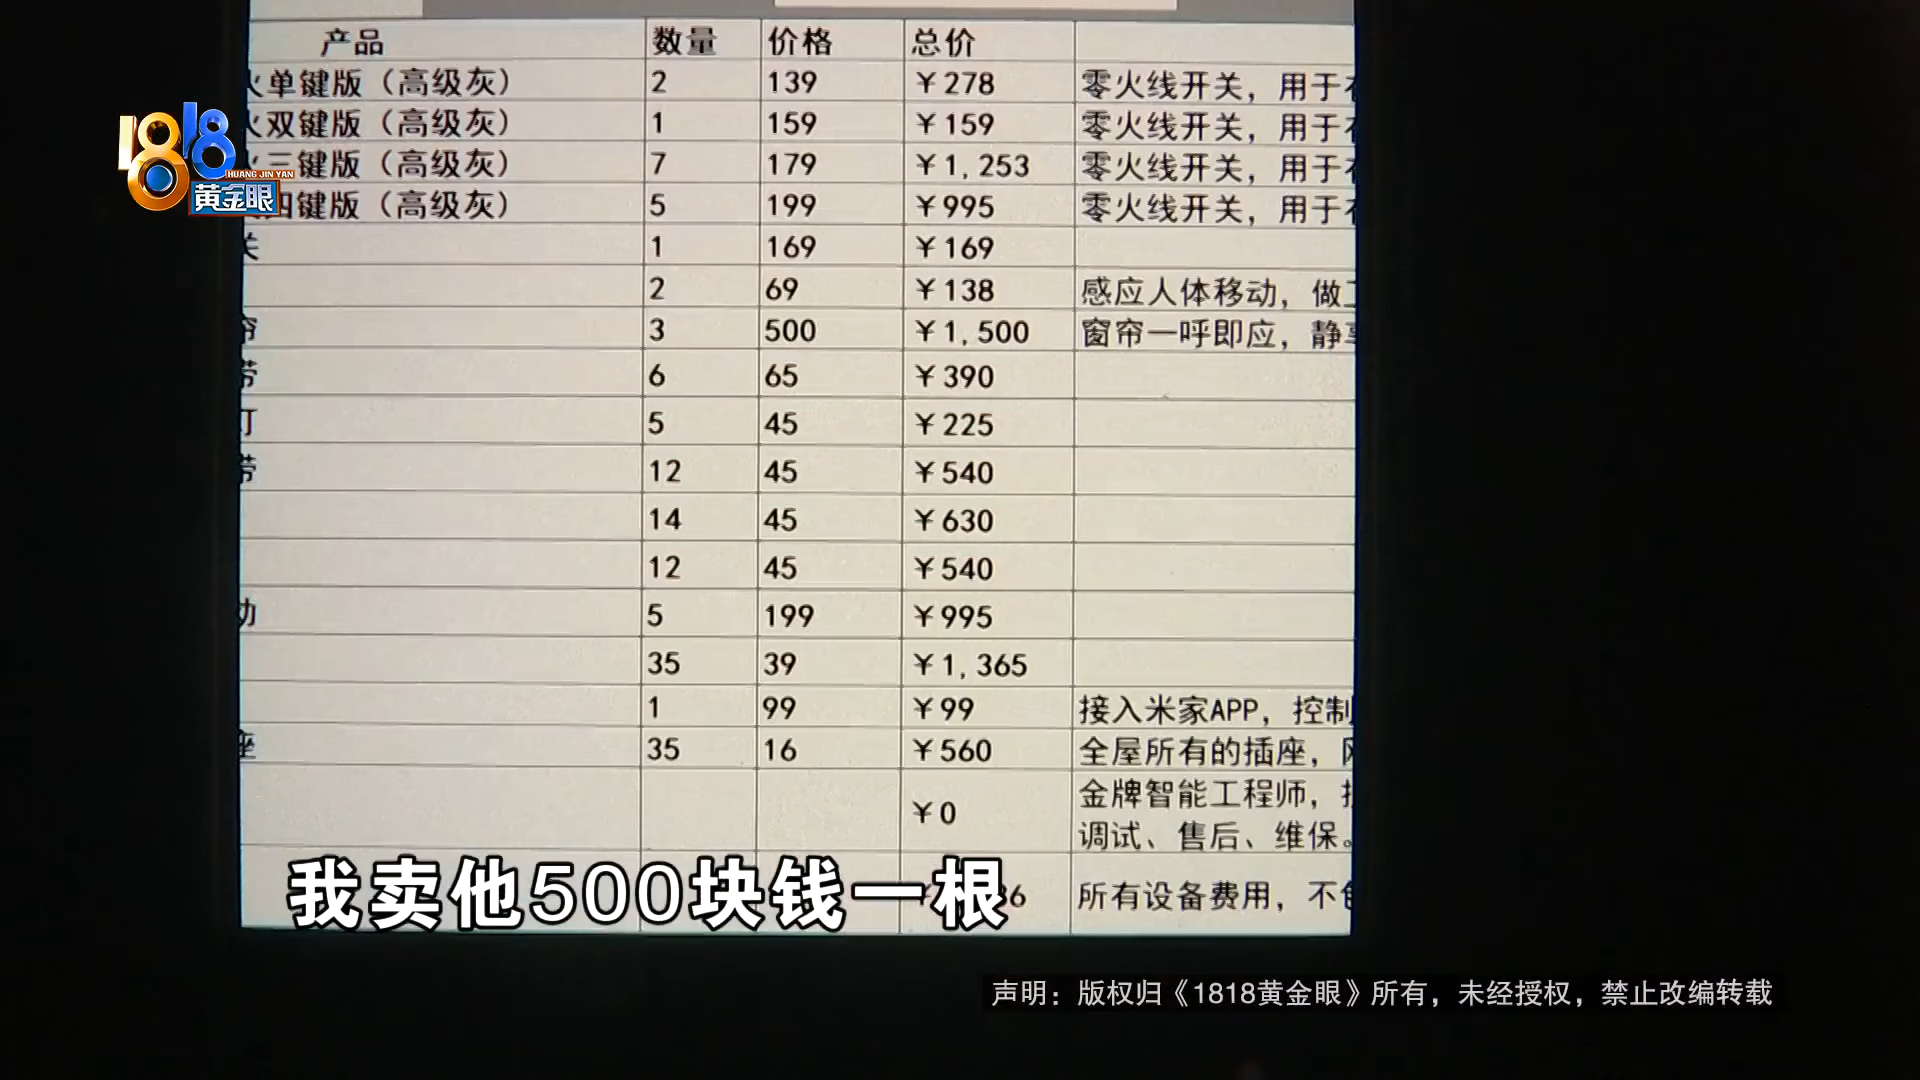 产品 数量 价格 总价
单键版（高级灰） 2 139 ￥278 零火线开关，用于
双键版（高级灰） 1 159 ￥159 零火线开关，用于
三键版（高级灰） 7 179 ￥1,253 零火线开关，用于
四键版（高级灰） 5 199 ￥995 零火线开关，用于
关 1 169 ￥169
2 69 ￥138 感应人体移动，做
帘 3 500 ￥1,500 窗帘一呼即应，静
带 6 65 ￥390
灯 5 45 ￥225
带 12 45 ￥540
14 45 ￥630
12 45 ￥540
动 5 199 ￥995
35 39 ￥1,365
1 99 ￥99 接入米家APP，控制
座 35 16 ￥560 全屋所有的插座，
￥0 金牌智能工程师，
调试、售后、维保。
所有设备费用，不
1818
HUANG JIN YAN
黄金眼
我卖他500块钱一根
声明：版权归《1818黄金眼》所有，未经授权，禁止改编转载